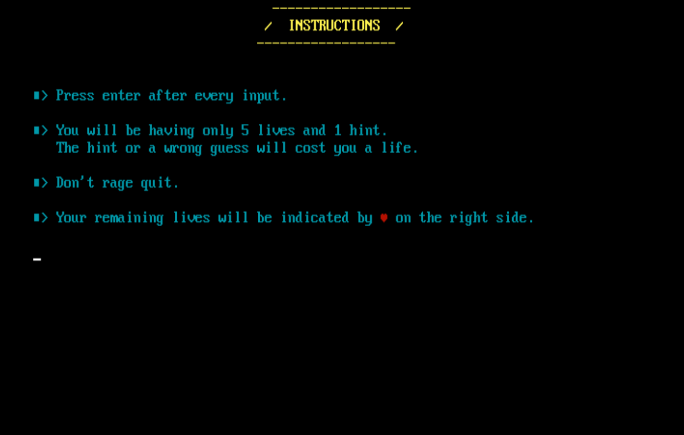 / INSTRUCTIONS /
■> Press enter after every input.
■> You will be having only 5 lives and 1 hint.
The hint or a wrong guess will cost you a life.
■> Don't rage quit.
■> Your remaining lives will be indicated by ♥ on the right side.